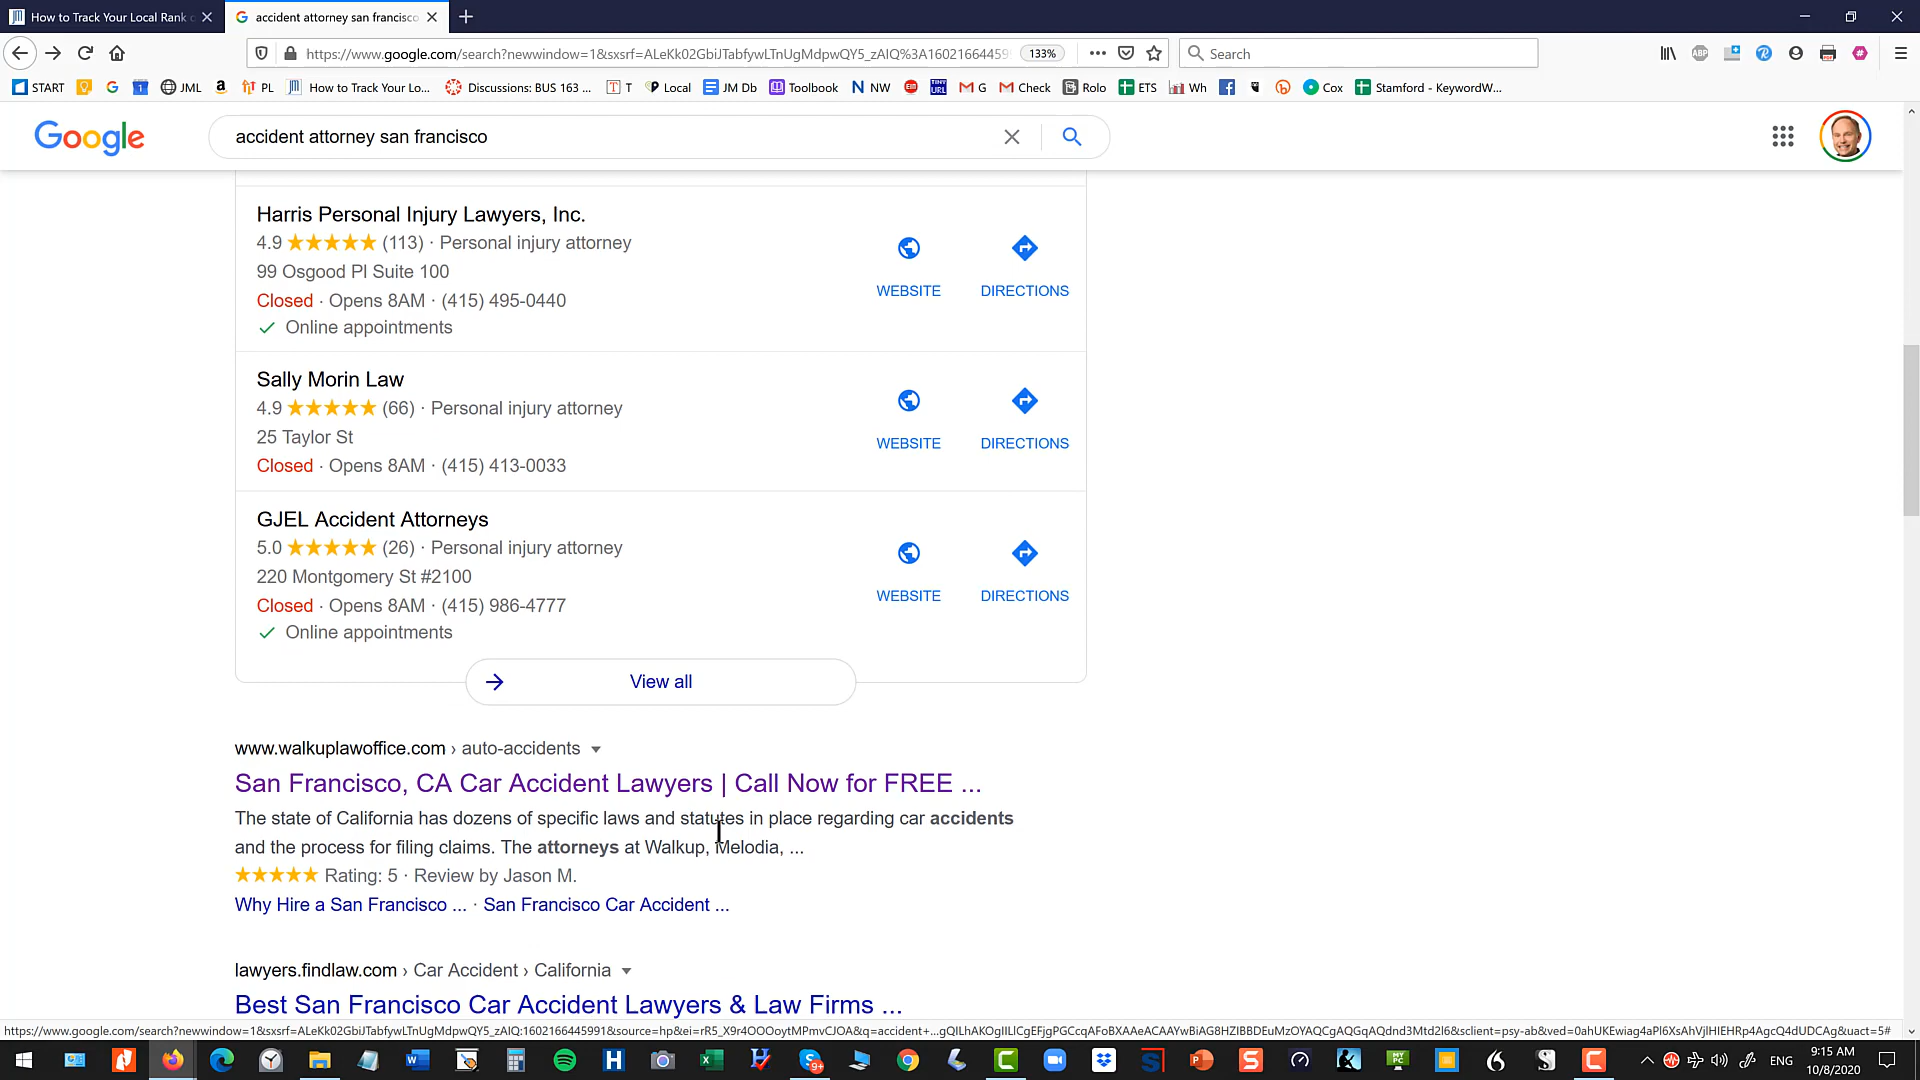 How to Track Your Local Rank
accident attorney san francisco
https://www.google.com/search?newwindow=1&sxsrf=ALeKk02GbiJTabfywLTnUgMdpwQY5_zAIQ%3A1602166445 133% Search
START JML PL How to Track Your Lo... Discussions: BUS 163 ... T Local JM Db Toolbook NW G Check Rolo ETS Wh Cox Stamford - KeywordW...
Google
accident attorney san francisco
Harris Personal Injury Lawyers, Inc.
4.9 (113) · Personal injury attorney
99 Osgood Pl Suite 100
Closed · Opens 8AM · (415) 495-0440
✓ Online appointments
WEBSITE DIRECTIONS
Sally Morin Law
4.9 (66) · Personal injury attorney
25 Taylor St
Closed · Opens 8AM · (415) 413-0033
WEBSITE DIRECTIONS
GJEL Accident Attorneys
5.0 (26) · Personal injury attorney
220 Montgomery St #2100
Closed · Opens 8AM · (415) 986-4777
✓ Online appointments
WEBSITE DIRECTIONS
View all
www.walkuplawoffice.com › auto-accidents
San Francisco, CA Car Accident Lawyers | Call Now for FREE ...
The state of California has dozens of specific laws and statutes in place regarding car accidents
and the process for filing claims. The attorneys at Walkup, Melodia, ...
Rating: 5 · Review by Jason M.
Why Hire a San Francisco ... · San Francisco Car Accident ...
lawyers.findlaw.com › Car Accident › California
Best San Francisco Car Accident Lawyers & Law Firms ...
ENG
9:15 AM
10/8/2020